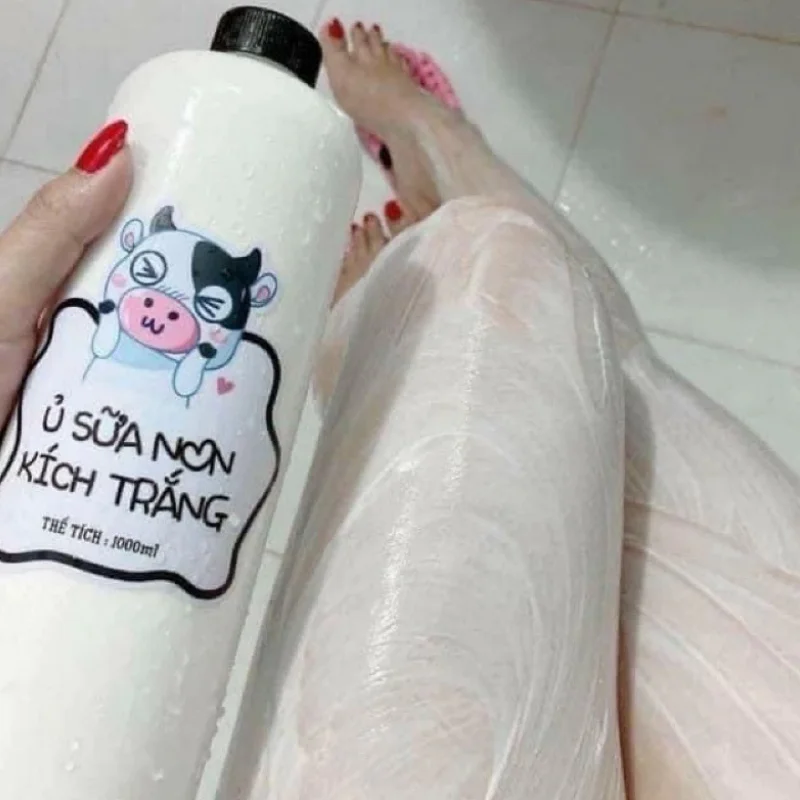 Ủ SỮA NON
KÍCH TRẮNG
THỂ TÍCH : 1000ml